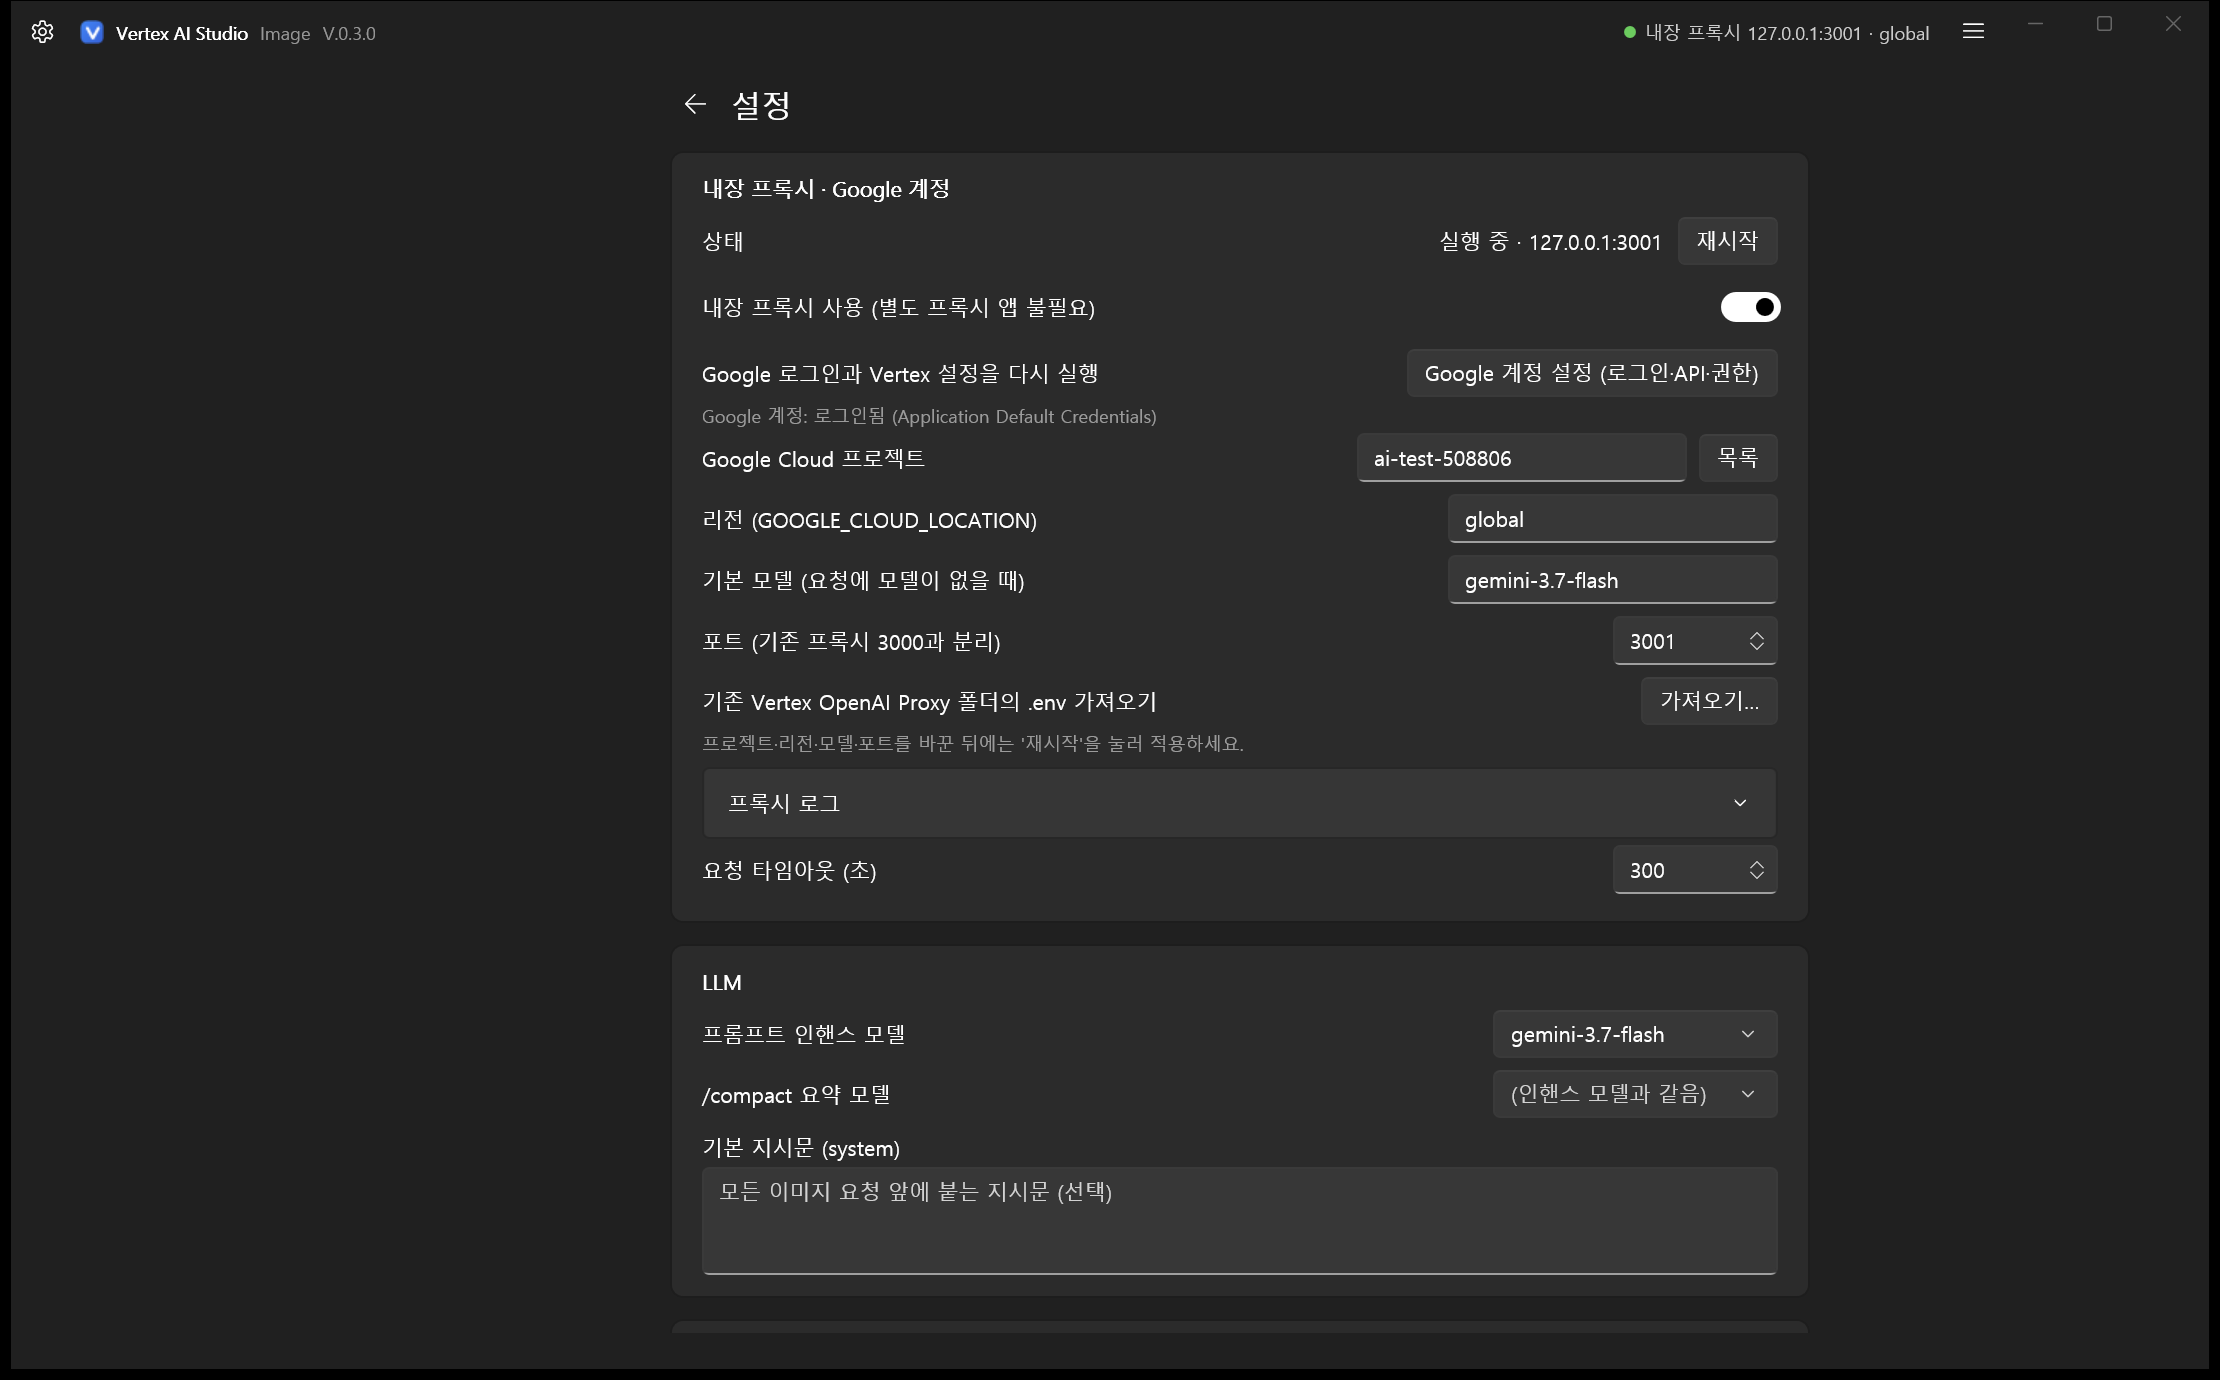 Vertex AI Studio Image V.0.3.0
내장 프록시 127.0.0.1:3001 · global
설정
내장 프록시 · Google 계정
상태
실행 중 · 127.0.0.1:3001
재시작
내장 프록시 사용 (별도 프록시 앱 불필요)
Google 로그인과 Vertex 설정을 다시 실행
Google 계정 설정 (로그인·API·권한)
Google 계정: 로그인됨 (Application Default Credentials)
Google Cloud 프로젝트
ai-test-508806
목록
리전 (GOOGLE_CLOUD_LOCATION)
global
기본 모델 (요청에 모델이 없을 때)
gemini-3.7-flash
포트 (기존 프록시 3000과 분리)
3001
기존 Vertex OpenAI Proxy 폴더의 .env 가져오기
가져오기...
프로젝트·리전·모델·포트를 바꾼 뒤에는 '재시작'을 눌러 적용하세요.
프록시 로그
요청 타임아웃 (초)
300
LLM
프롬프트 인핸스 모델
gemini-3.7-flash
/compact 요약 모델
(인핸스 모델과 같음)
기본 지시문 (system)
모든 이미지 요청 앞에 붙는 지시문 (선택)